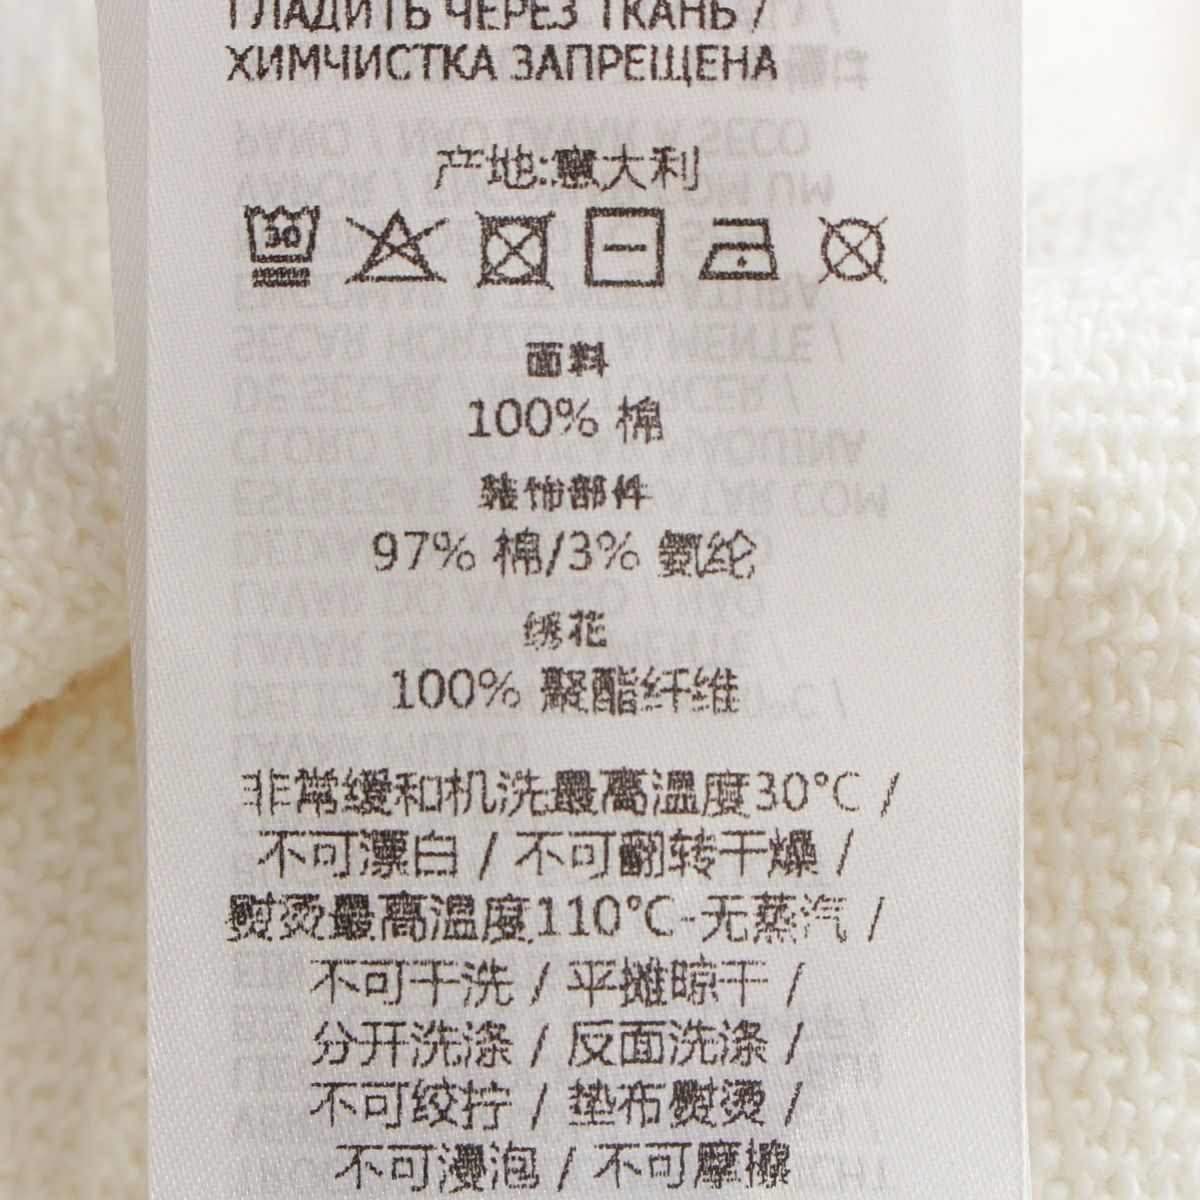 ГЛАДИТЬ ЧЕРЕЗ ТКАНЬ /
ХИМЧИСТКА ЗАПРЕЩЕНА
产地:意大利
30
面料
100% 棉
装饰部件
97% 棉/3% 氨纶
绣花
100% 聚酯纤维
非常缓和机洗最高温度30°C /
不可漂白 / 不可翻转干燥 /
熨烫最高温度110°C-无蒸汽 /
不可干洗 / 平摊晾干 /
分开洗涤 / 反面洗涤 /
不可绞拧 / 垫布熨烫 /
不可浸泡 / 不可摩擦